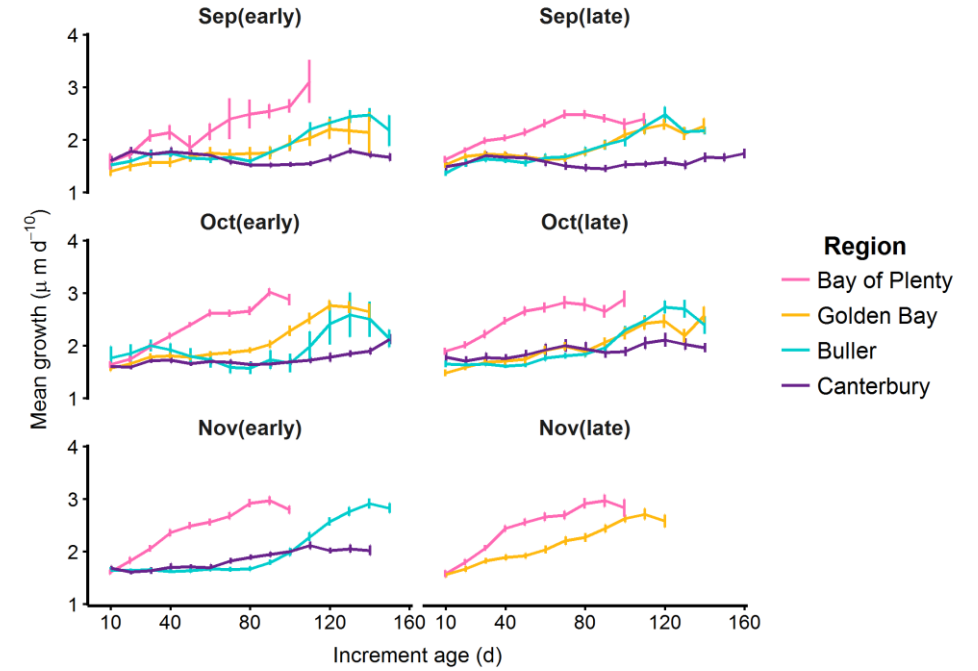 Sep(early) Sep(late)
4
3
2
1
Oct(early) Oct(late)
4
3
2
1
Nov(early) Nov(late)
4
3
2
1
10 40 80 120 160 10 40 80 120 160
Increment age (d)
Mean growth (μ m d⁻¹⁰)
Region
Bay of Plenty
Golden Bay
Buller
Canterbury